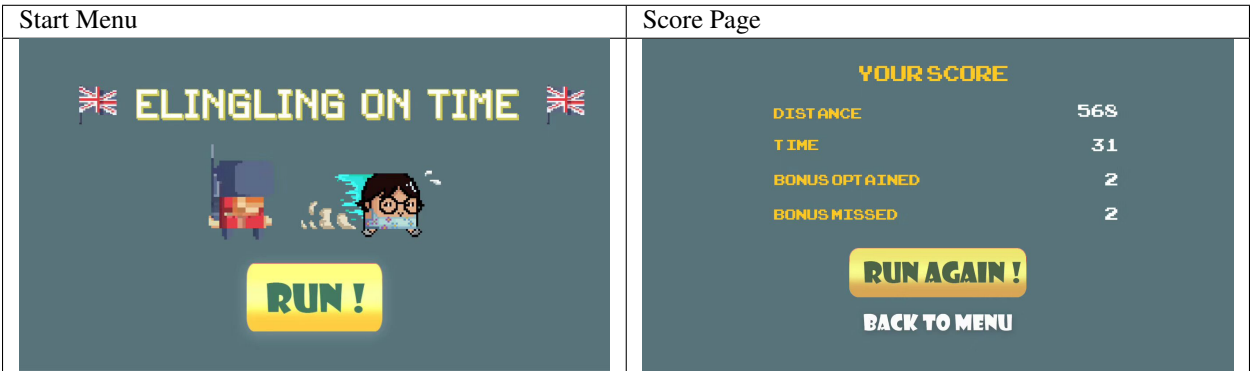 Start Menu
Score Page
ELINGLING ON TIME
RUN !
YOUR SCORE
DISTANCE 568
TIME 31
BONUS OPTAINED 2
BONUS MISSED 2
RUN AGAIN !
BACK TO MENU